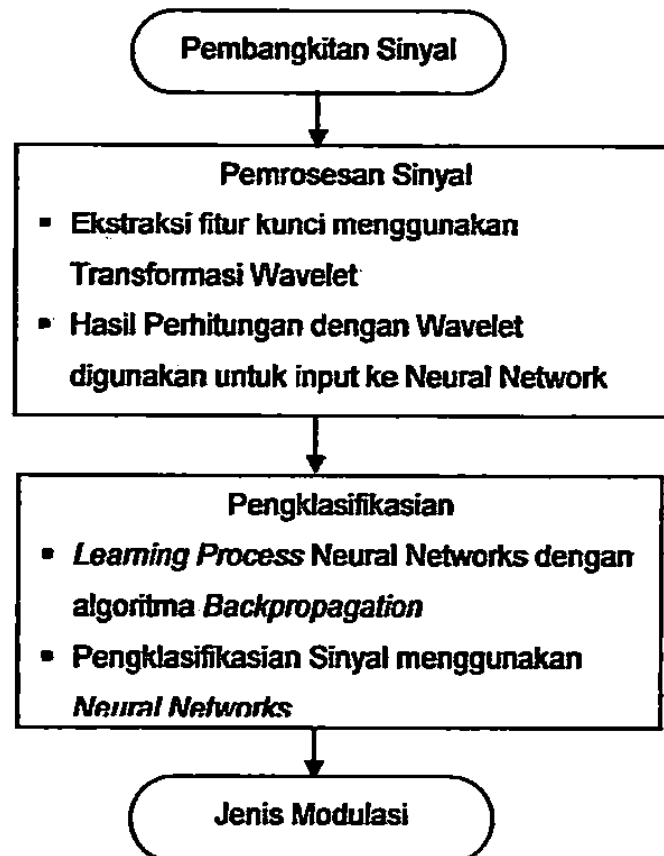 Pembangkitan Sinyal
Pemrosesan Sinyal
▪ Ekstraksi fitur kunci menggunakan
Transformasi Wavelet
▪ Hasil Perhitungan dengan Wavelet
digunakan untuk input ke Neural Network
Pengklasifikasian
▪ Learning Process Neural Networks dengan
algoritma Backpropagation
▪ Pengklasifikasian Sinyal menggunakan
Neural Networks
Jenis Modulasi